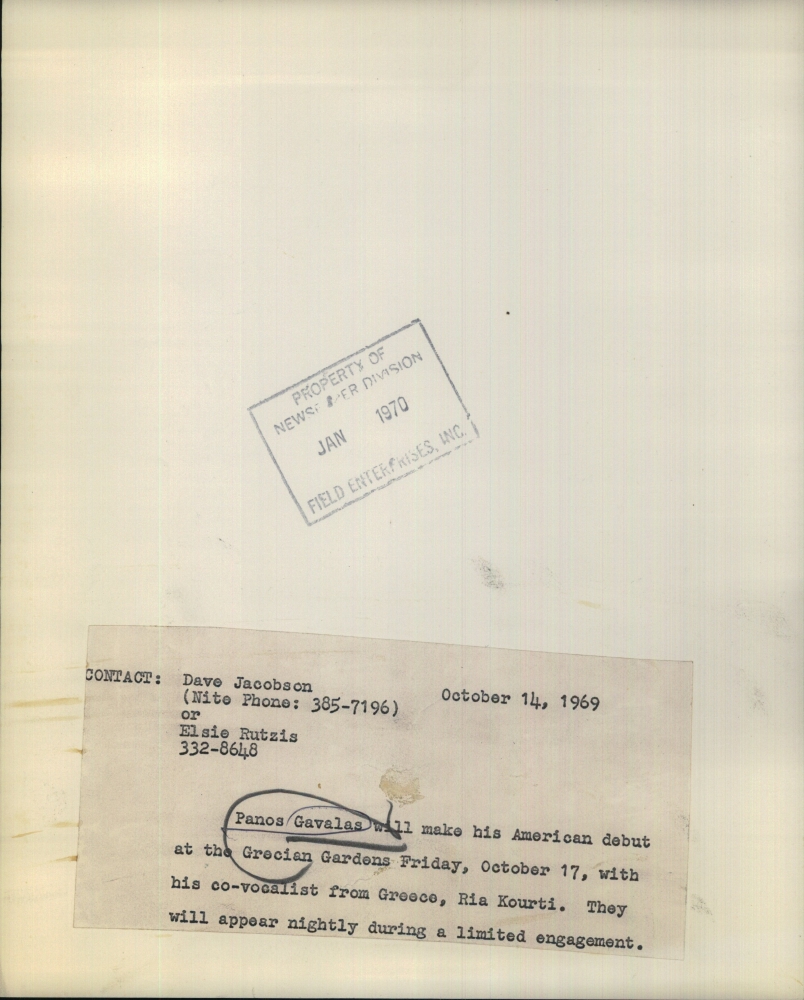 PROPERTY OF
NEWSPAPER DIVISION
JAN 1970
FIELD ENTERPRISES, INC.
CONTACT: Dave Jacobson October 14, 1969
(Nite Phone: 385-7196)
or
Elsie Rutzis
332-8648
Panos Gavalas will make his American debut
at the Grecian Gardens Friday, October 17, with
his co-vocalist from Greece, Ria Kourti. They
will appear nightly during a limited engagement.